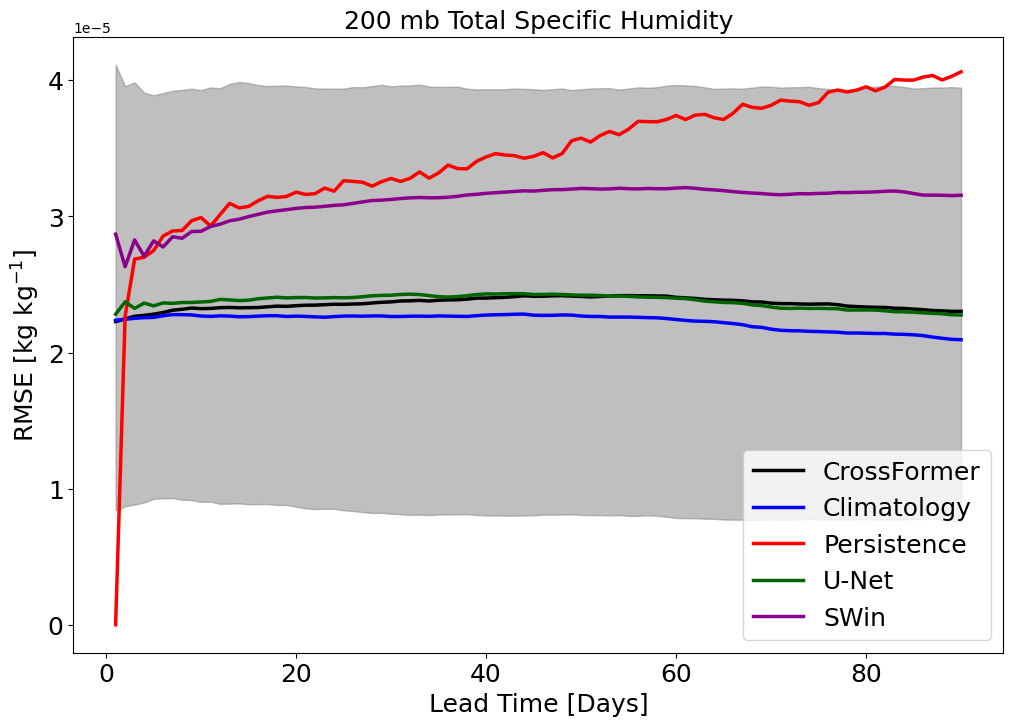 200 mb Total Specific Humidity
1e−5
4
3
2
1
0
RMSE [kg kg⁻¹]
0 20 40 60 80
Lead Time [Days]
CrossFormer
Climatology
Persistence
U-Net
SWin